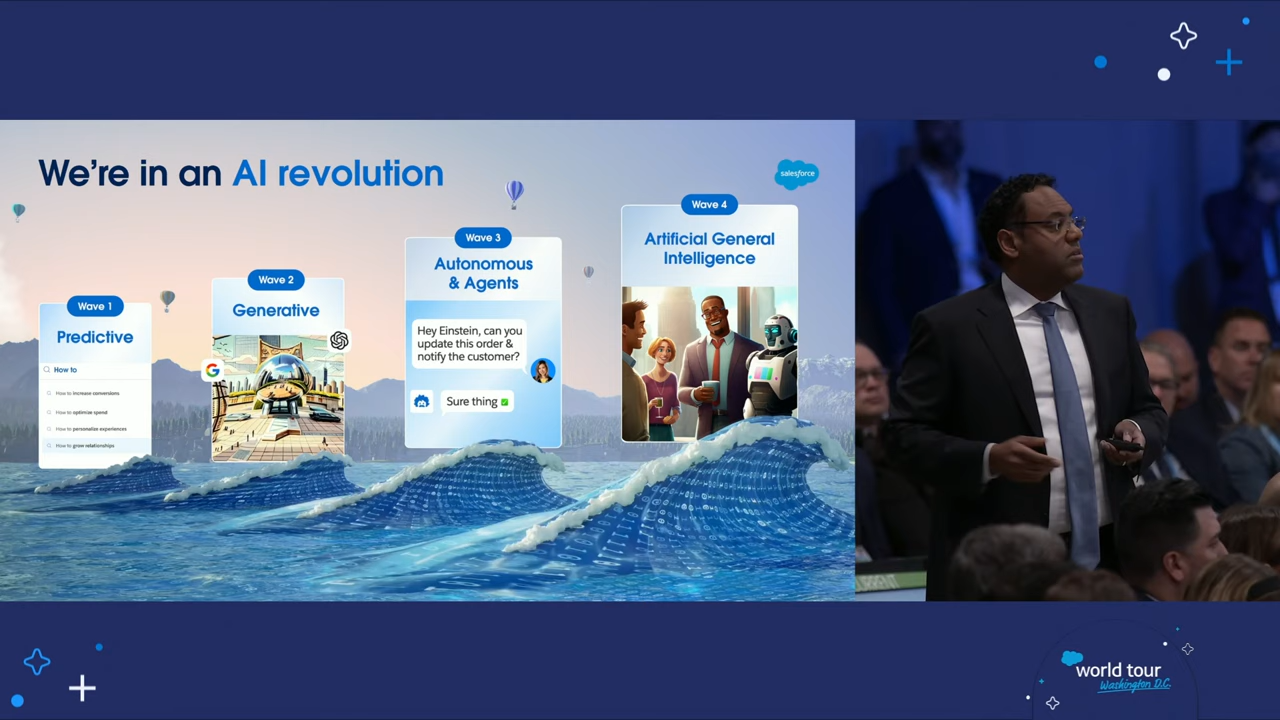 We're in an AI revolution
salesforce
Wave 1
Predictive
How to
How to increase conversions
How to optimize spend
How to personalize experiences
How to grow relationships
Wave 2
Generative
Wave 3
Autonomous
& Agents
Hey Einstein, can you
update this order &
notify the customer?
Sure thing ✅
Wave 4
Artificial General
Intelligence
world tour
Washington D.C.